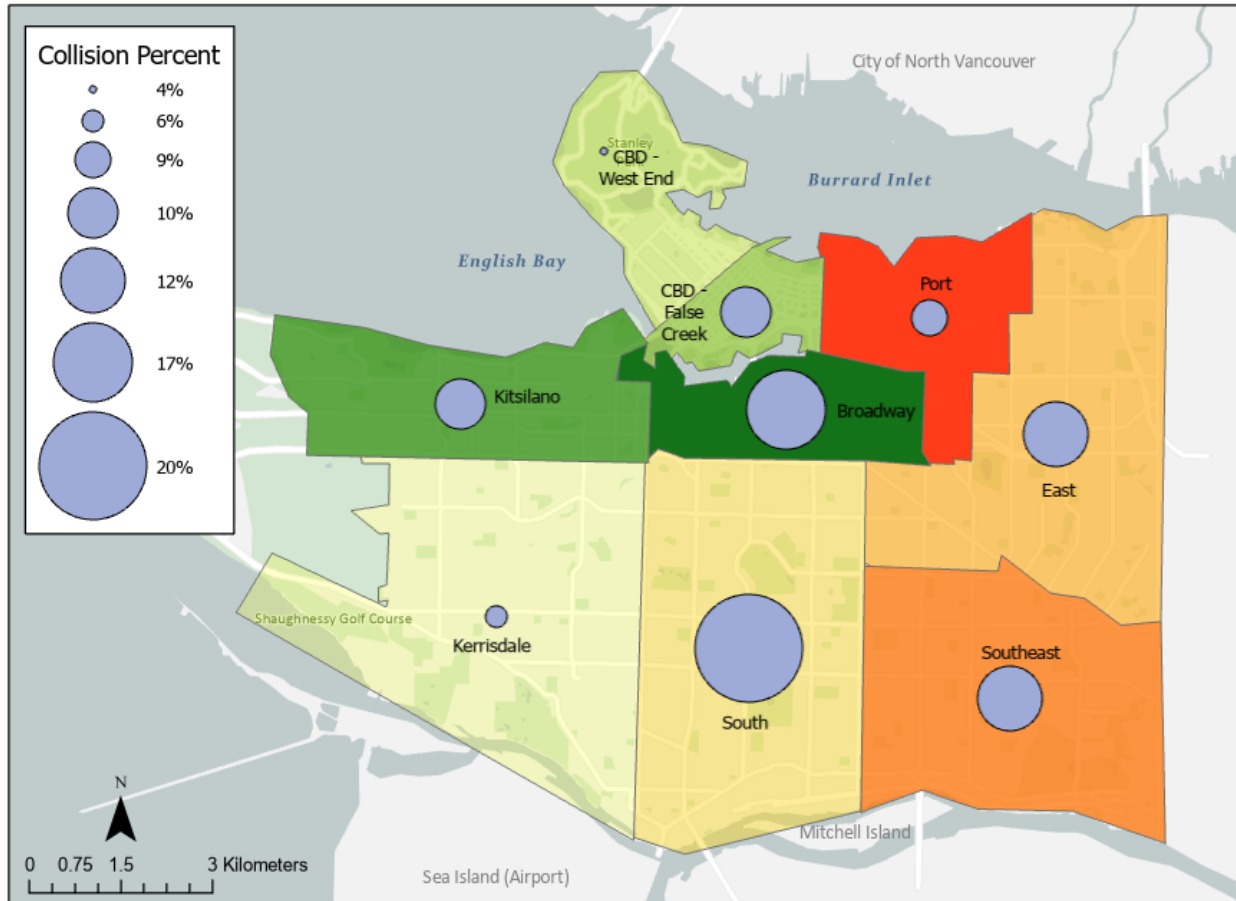 Collision Percent
4%
6%
9%
10%
12%
17%
20%
City of North Vancouver
Stanley
CBD -
West End
Burrard Inlet
English Bay
CBD -
False
Creek
Port
Kitsilano
Broadway
East
Shaughnessy Golf Course
Kerrisdale
Southeast
South
N
Mitchell Island
0 0.75 1.5 3 Kilometers
Sea Island (Airport)